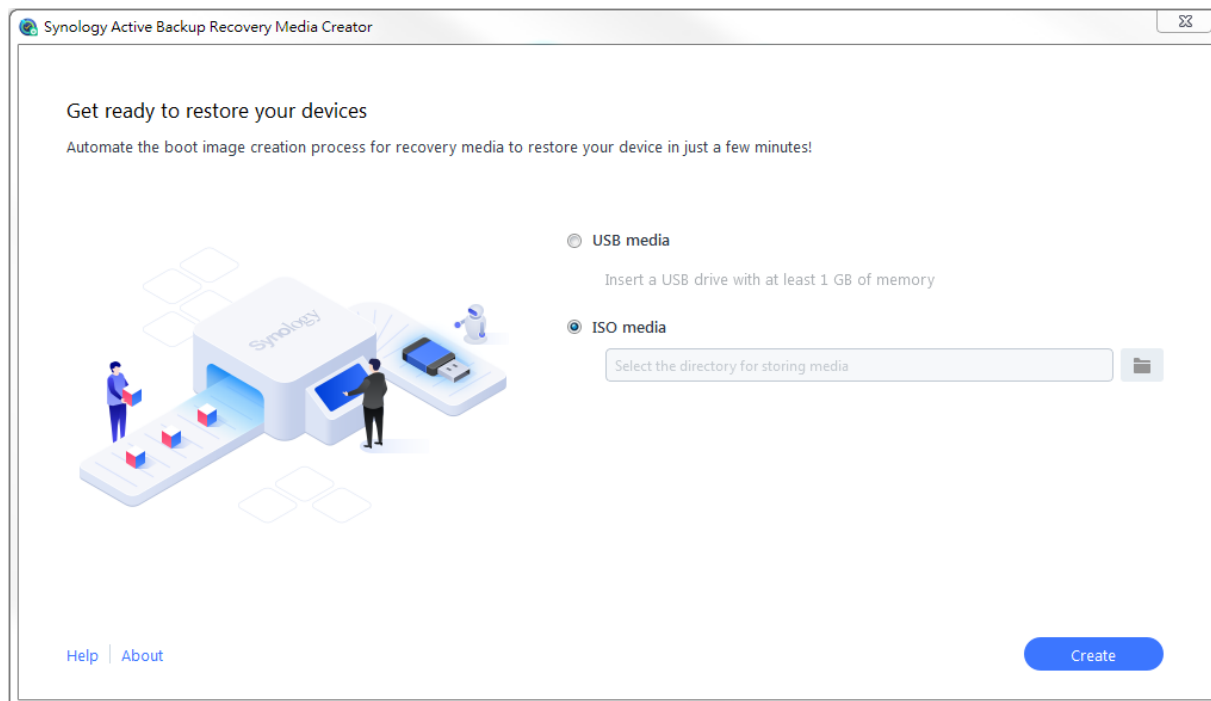 Synology Active Backup Recovery Media Creator
Get ready to restore your devices
Automate the boot image creation process for recovery media to restore your device in just a few minutes!
Synology
USB media
Insert a USB drive with at least 1 GB of memory
ISO media
Select the directory for storing media
Help
About
Create